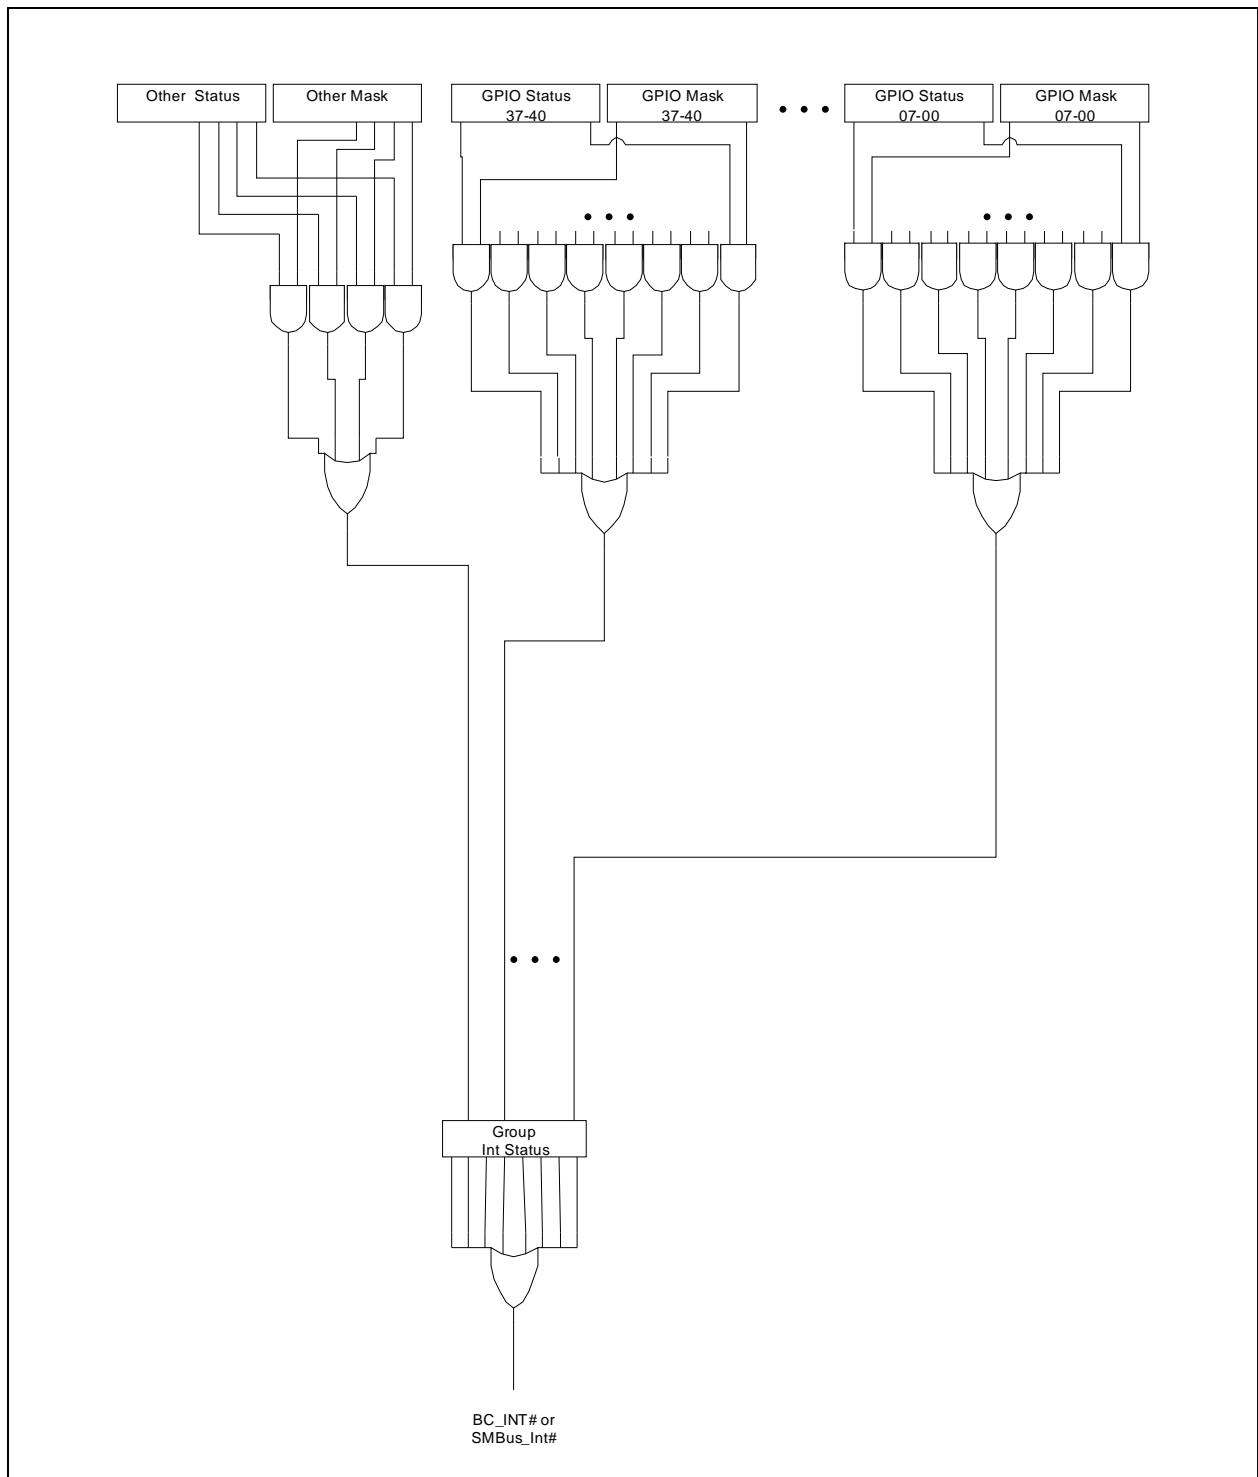 Other Status
Other Mask
GPIO Status
37-40
GPIO Mask
37-40
GPIO Status
07-00
GPIO Mask
07-00
Group
Int Status
BC_INT# or
SMBus_Int#